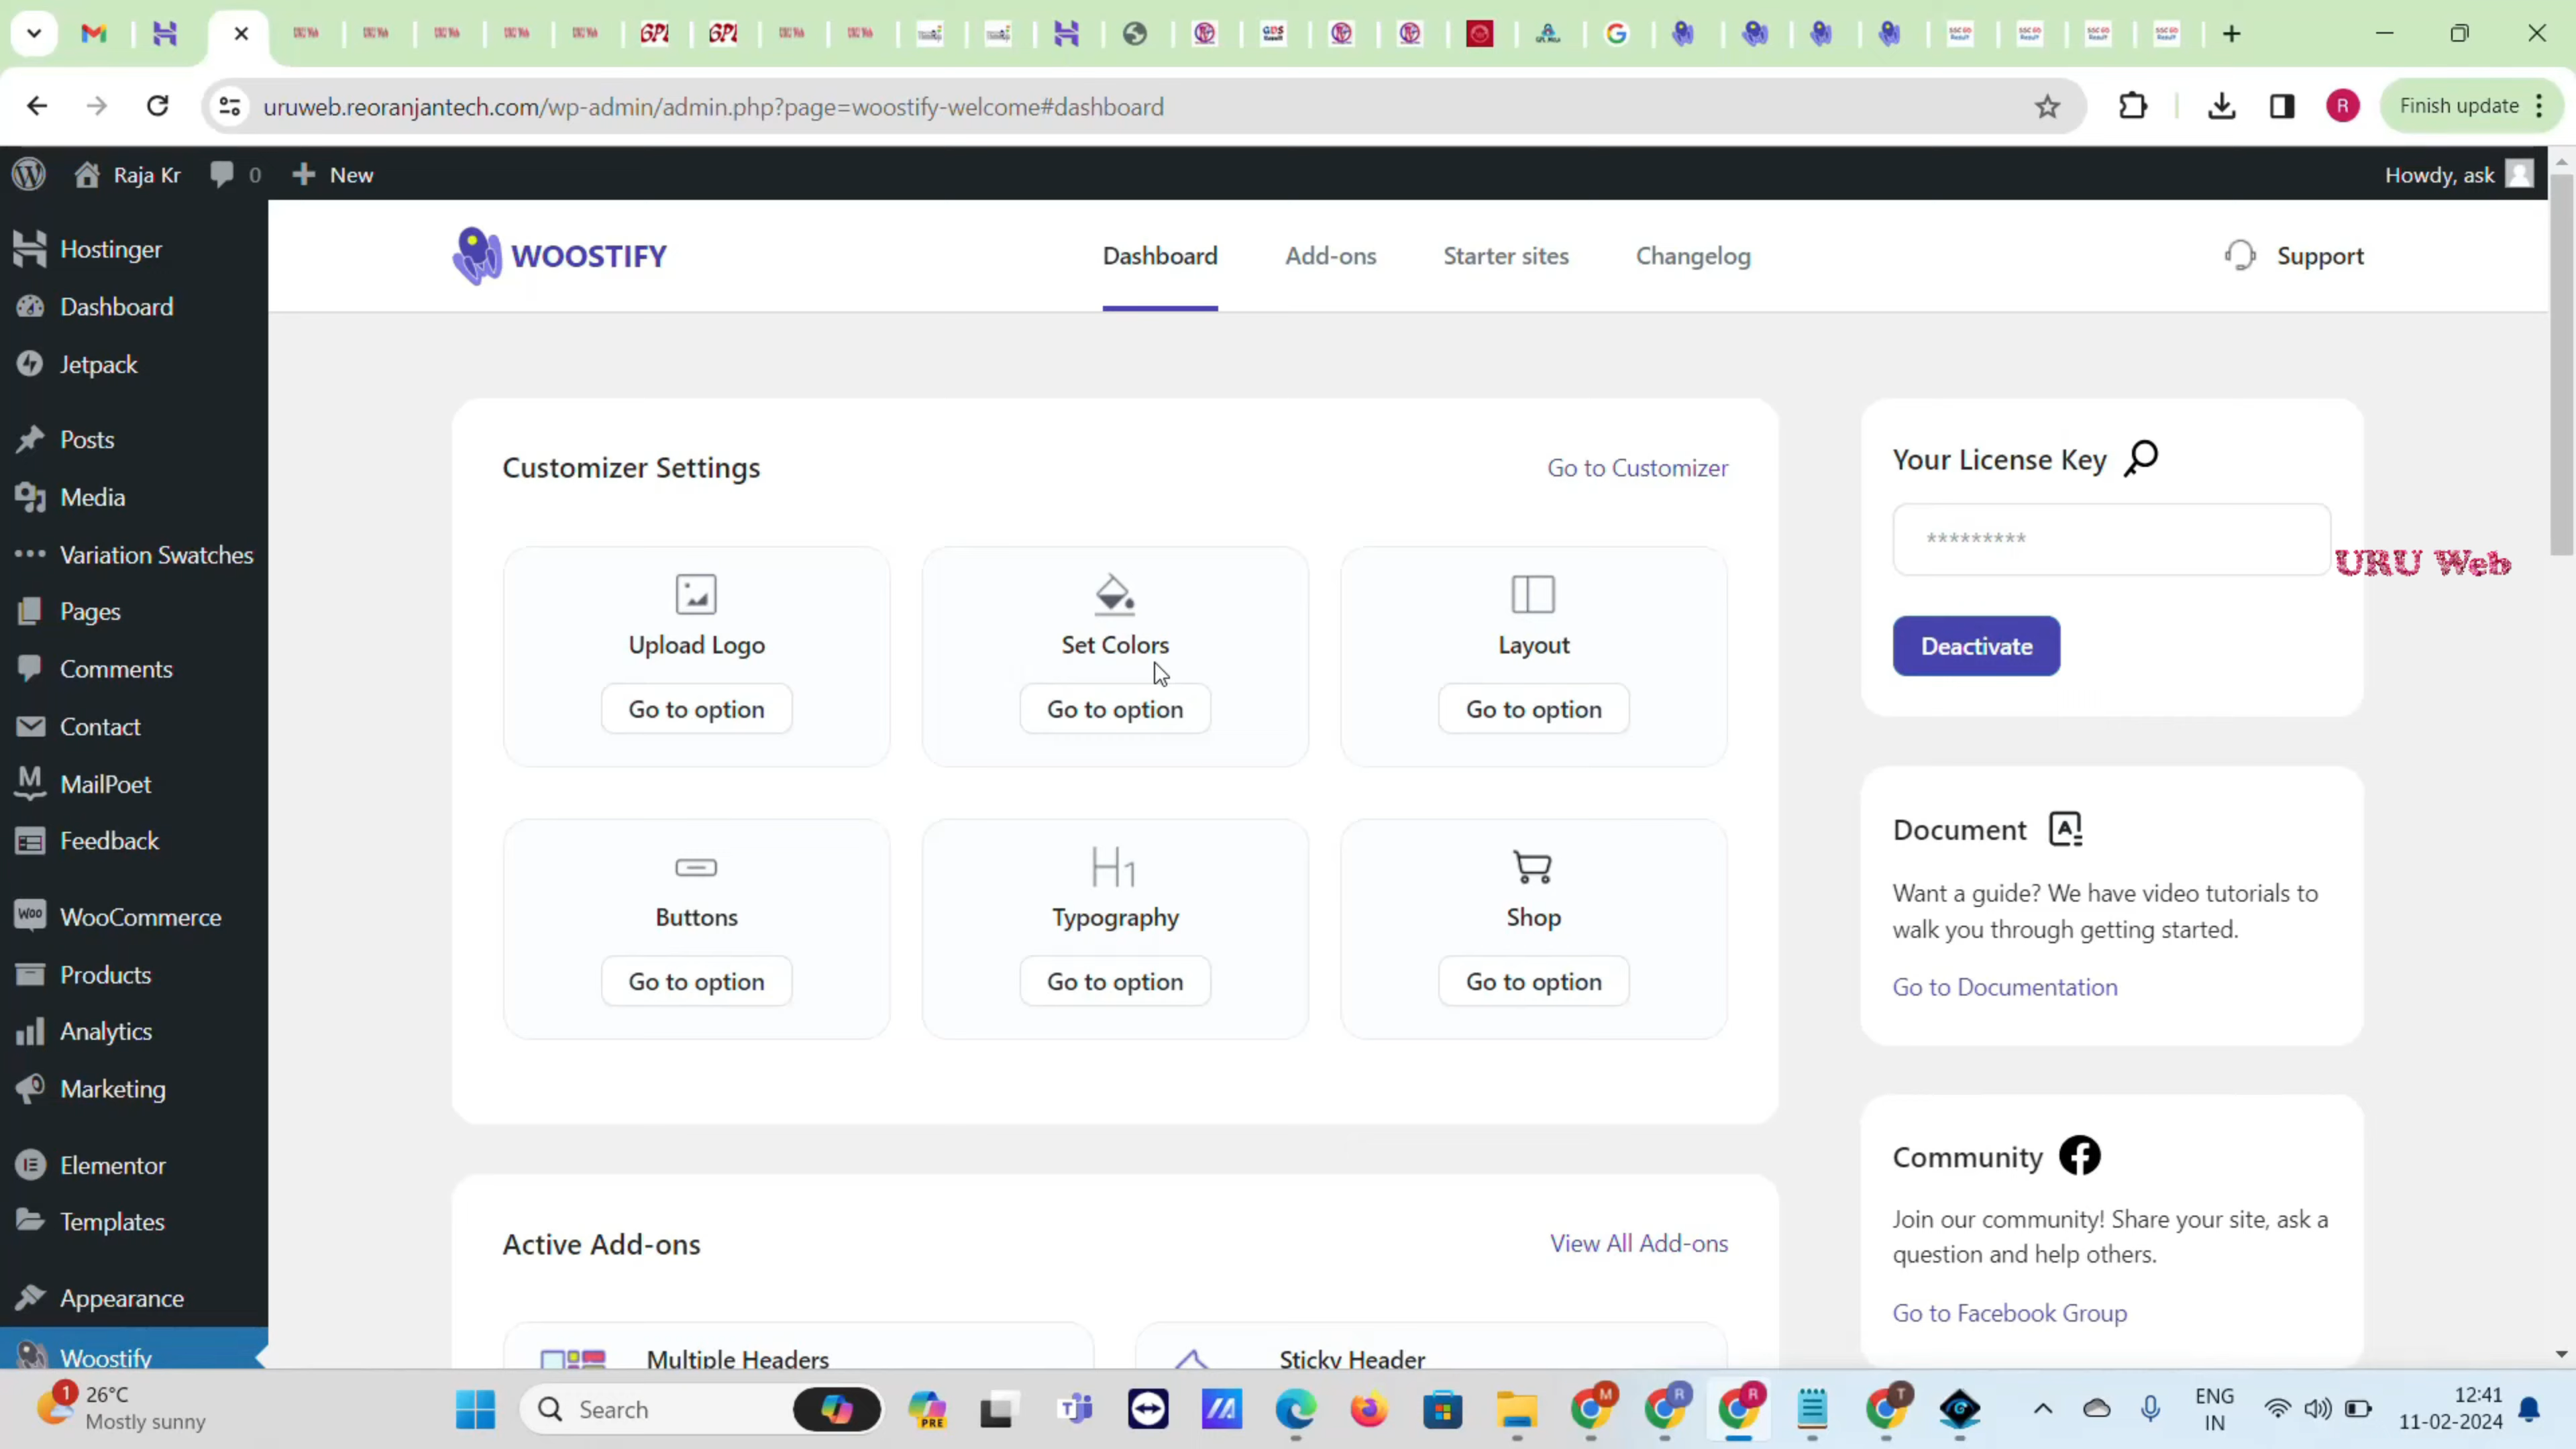 uruweb.reoranjantech.com/wp-admin/admin.php?page=woostify-welcome#dashboard
R
Finish update
Raja Kr
0
New
Howdy, ask
Hostinger
Dashboard
Jetpack
Posts
Media
Variation Swatches
Pages
Comments
Contact
MailPoet
Feedback
WooCommerce
Products
Analytics
Marketing
Elementor
Templates
Appearance
Woostify
WOOSTIFY
Dashboard
Add-ons
Starter sites
Changelog
Support
Customizer Settings
Go to Customizer
Upload Logo
Go to option
Set Colors
Go to option
Layout
Go to option
Buttons
Go to option
H1
Typography
Go to option
Shop
Go to option
Active Add-ons
View All Add-ons
Multiple Headers
Sticky Header
Your License Key
*********
URU Web
Deactivate
Document
Want a guide? We have video tutorials to
walk you through getting started.
Go to Documentation
Community
Join our community! Share your site, ask a
question and help others.
Go to Facebook Group
1
26°C
Mostly sunny
Search
PRE
M
R
R
T
ENG
IN
12:41
11-02-2024